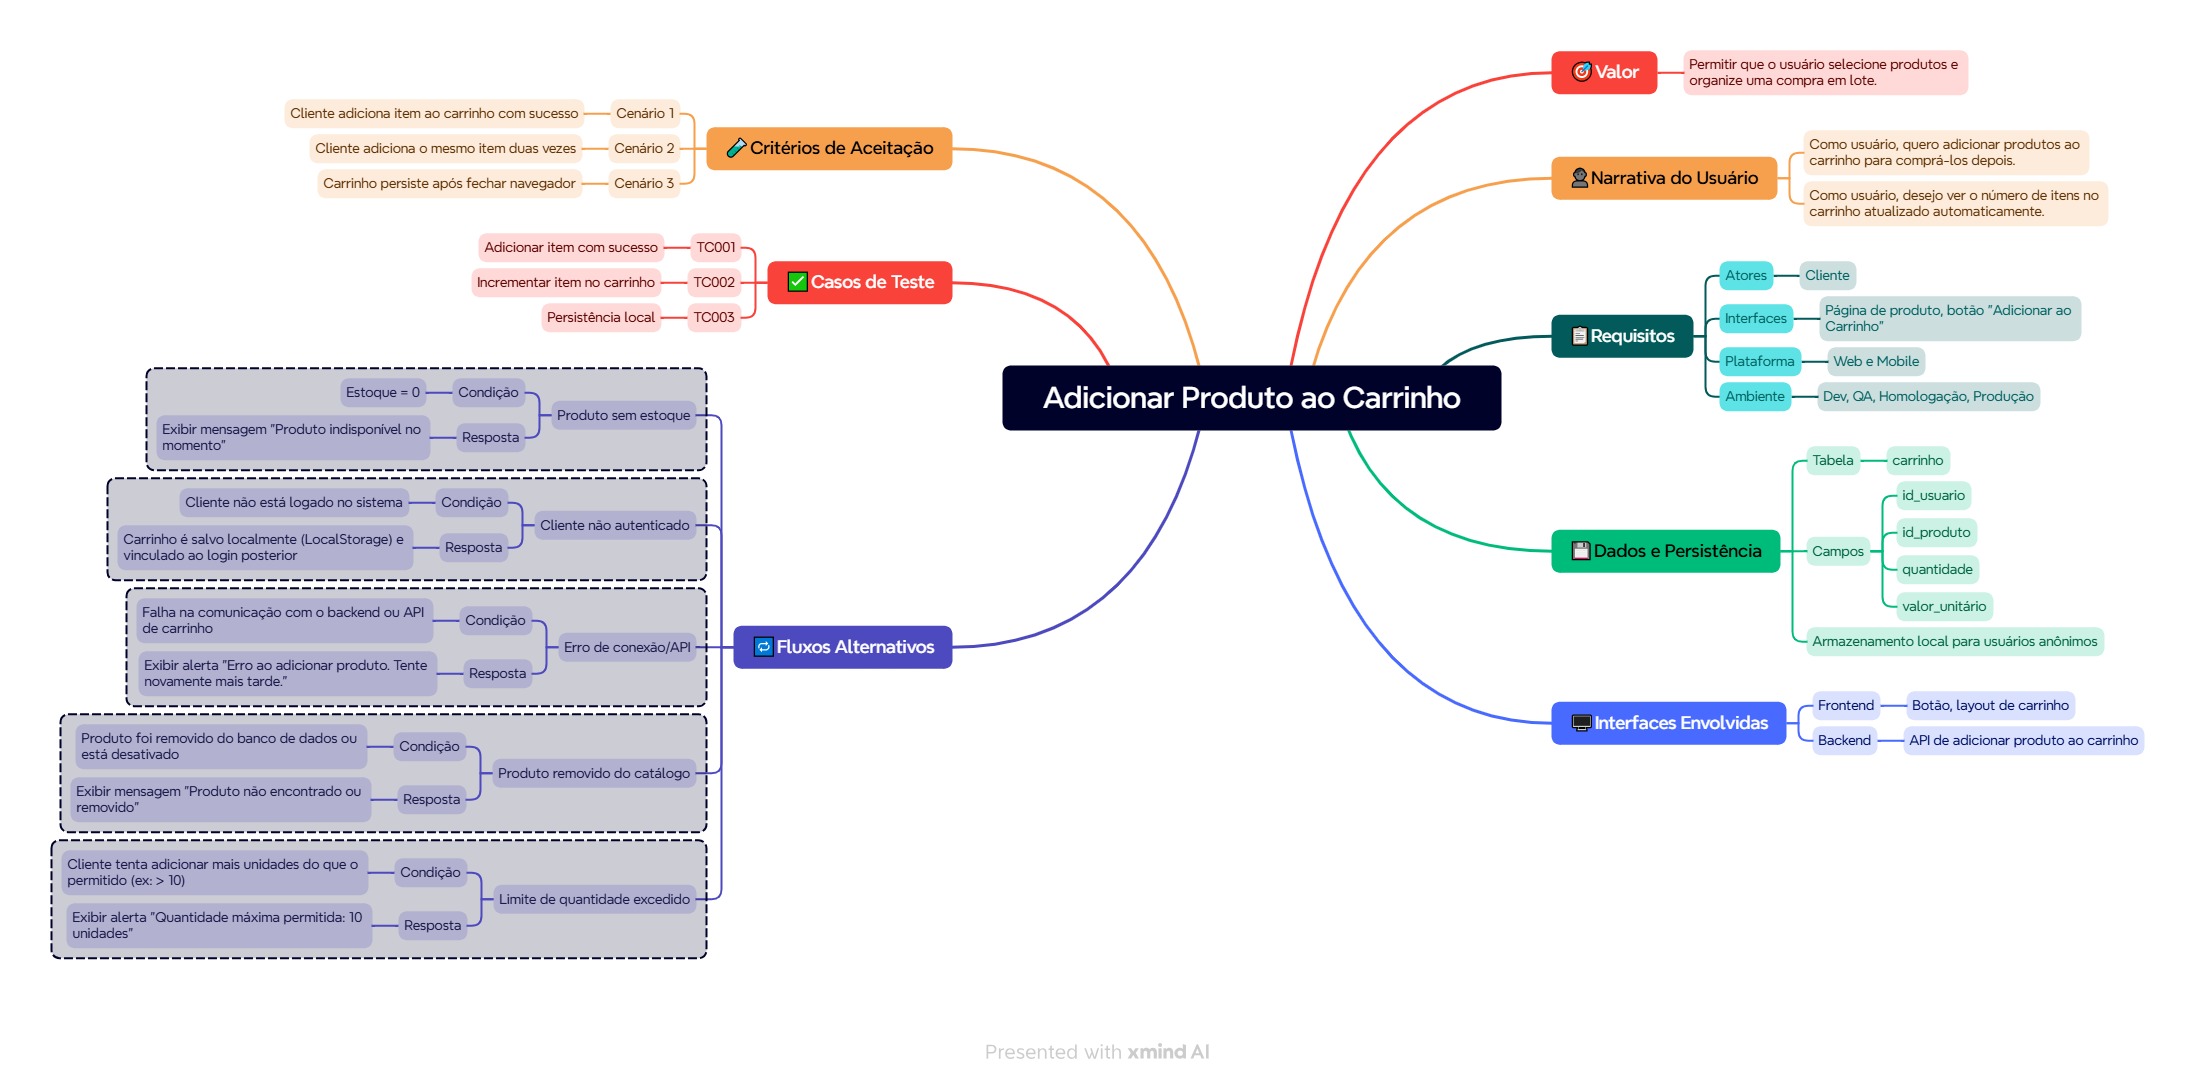 Adicionar Produto ao Carrinho
Valor
Permitir que o usuário selecione produtos e
organize uma compra em lote.
Narrativa do Usuário
Como usuário, quero adicionar produtos ao
carrinho para comprá-los depois.
Como usuário, desejo ver o número de itens no
carrinho atualizado automaticamente.
Requisitos
Atores
Cliente
Interfaces
Página de produto, botão "Adicionar ao
Carrinho"
Plataforma
Web e Mobile
Ambiente
Dev, QA, Homologação, Produção
Dados e Persistência
Tabela
carrinho
Campos
id_usuario
id_produto
quantidade
valor_unitário
Armazenamento local para usuários anônimos
Interfaces Envolvidas
Frontend
Botão, layout de carrinho
Backend
API de adicionar produto ao carrinho
Critérios de Aceitação
Cenário 1
Cliente adiciona item ao carrinho com sucesso
Cenário 2
Cliente adiciona o mesmo item duas vezes
Cenário 3
Carrinho persiste após fechar navegador
Casos de Teste
TC001
Adicionar item com sucesso
TC002
Incrementar item no carrinho
TC003
Persistência local
Fluxos Alternativos
Produto sem estoque
Condição
Estoque = 0
Resposta
Exibir mensagem "Produto indisponível no
momento"
Cliente não autenticado
Condição
Cliente não está logado no sistema
Resposta
Carrinho é salvo localmente (LocalStorage) e
vinculado ao login posterior
Erro de conexão/API
Condição
Falha na comunicação com o backend ou API
de carrinho
Resposta
Exibir alerta "Erro ao adicionar produto. Tente
novamente mais tarde."
Produto removido do catálogo
Condição
Produto foi removido do banco de dados ou
está desativado
Resposta
Exibir mensagem "Produto não encontrado ou
removido"
Limite de quantidade excedido
Condição
Cliente tenta adicionar mais unidades do que o
permitido (ex: > 10)
Resposta
Exibir alerta "Quantidade máxima permitida: 10
unidades"
Presented with xmind AI